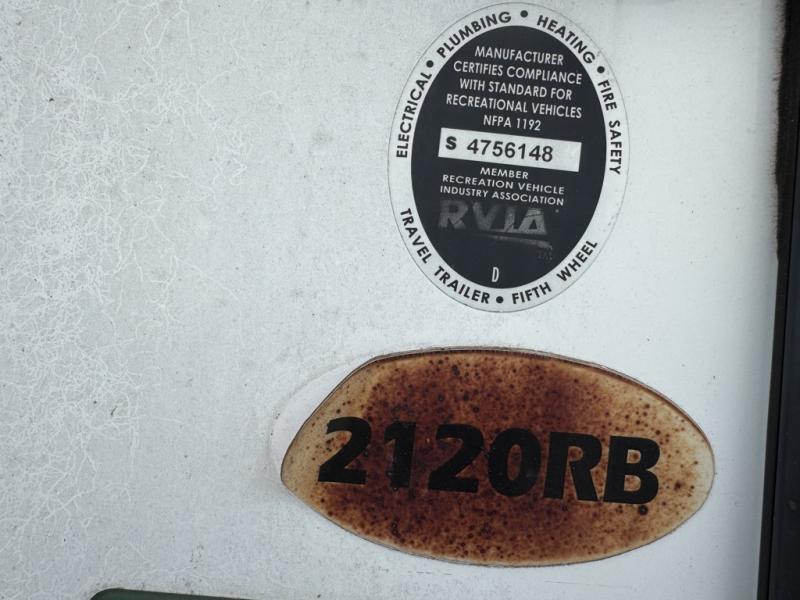 ELECTRICAL • PLUMBING • HEATING • FIRE SAFETY
MANUFACTURER
CERTIFIES COMPLIANCE
WITH STANDARD FOR
RECREATIONAL VEHICLES
NFPA 1192
S 4756148
MEMBER
RECREATION VEHICLE
INDUSTRY ASSOCIATION
RVIA
D
TRAVEL TRAILER • FIFTH WHEEL
2120RB